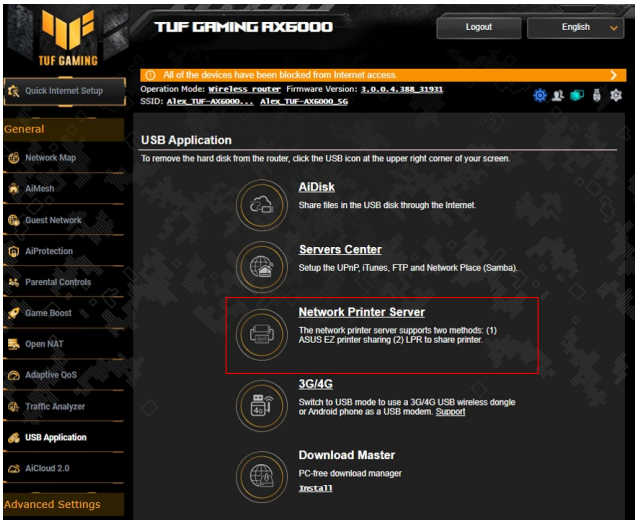 TUF GAMING AX6000
Logout
English
TUF GAMING
All of the devices have been blocked from Internet access.
Quick Internet Setup
Operation Mode: Wireless router Firmware Version: 3.0.0.4.388_31931
SSID: Alex_TUF-AX6000... Alex_TUF-AX6000_5G
General
Network Map
AiMesh
Guest Network
AiProtection
Parental Controls
Game Boost
Open NAT
Adaptive QoS
Traffic Analyzer
USB Application
AiCloud 2.0
Advanced Settings
USB Application
To remove the hard disk from the router, click the USB icon at the upper right corner of your screen.
AiDisk
Share files in the USB disk through the Internet.
Servers Center
Setup the UPnP, iTunes, FTP and Network Place (Samba).
Network Printer Server
The network printer server supports two methods: (1)
ASUS EZ printer sharing (2) LPR to share printer.
3G/4G
Switch to USB mode to use a 3G/4G USB wireless dongle
or Android phone as a USB modem. Support
4G
Download Master
PC-free download manager
Install